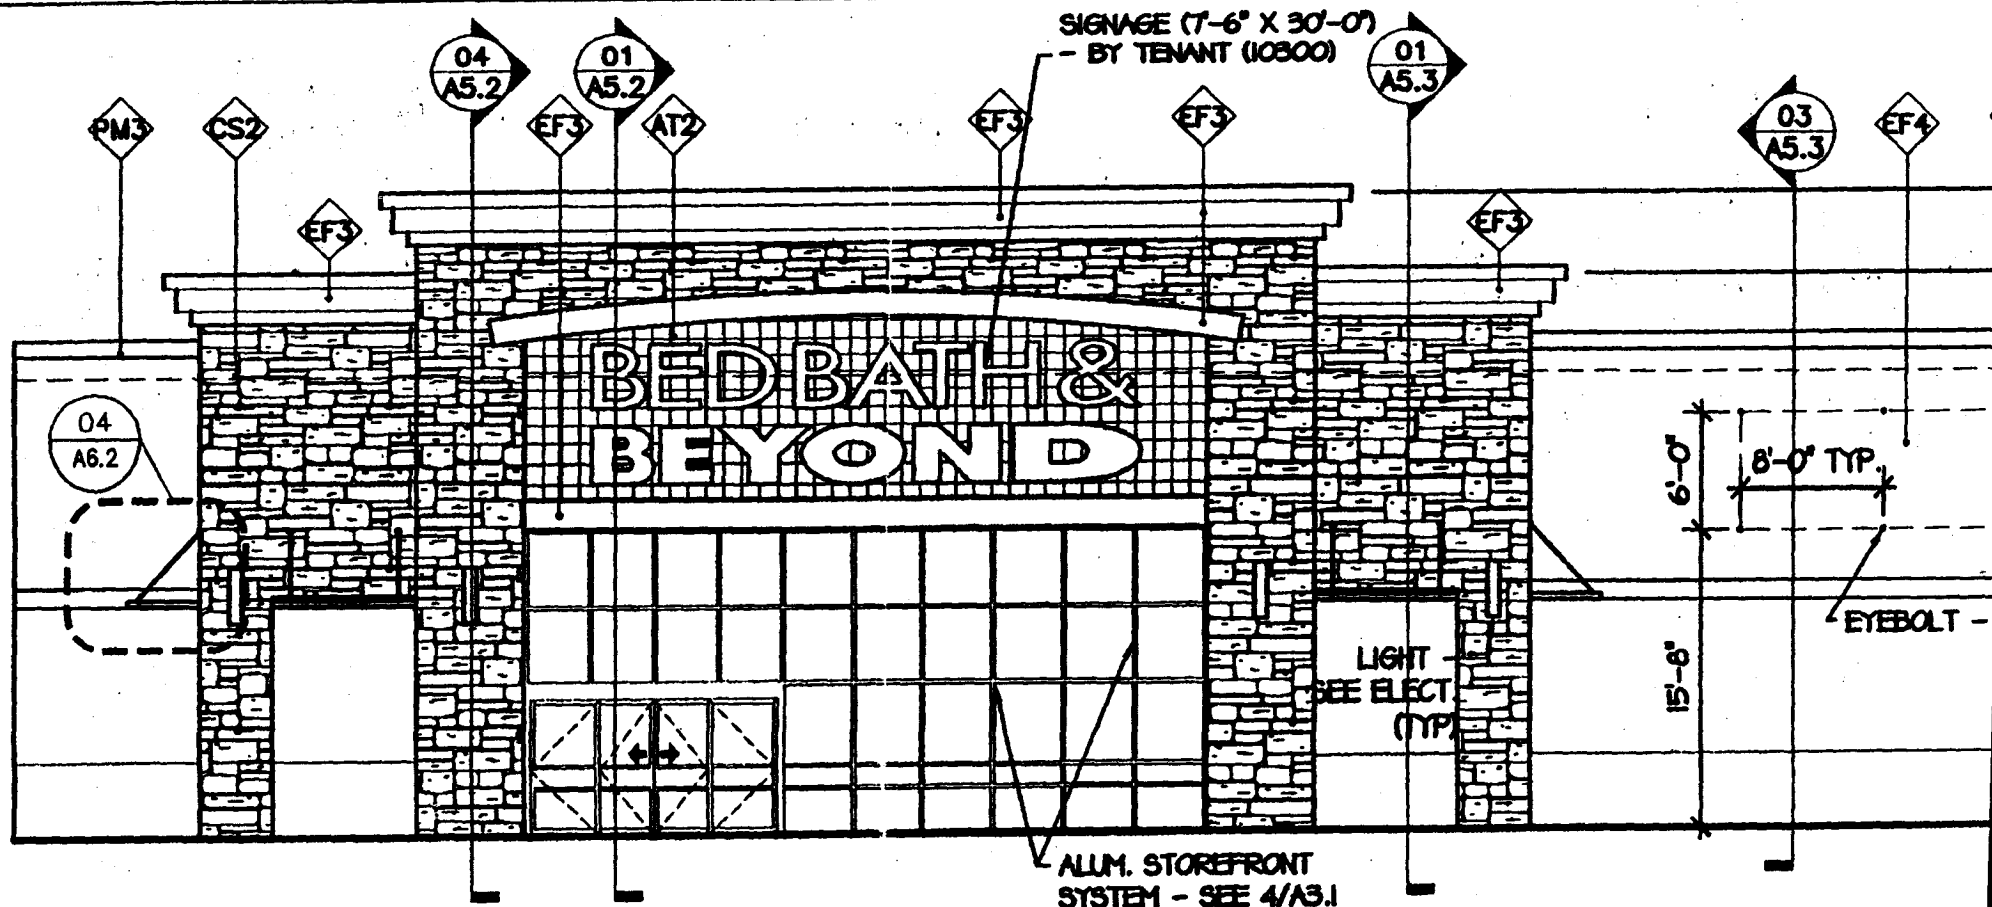 SIGNAGE (7'-6" X 30'-0")
- BY TENANT (10800)
04
A5.2
01
A5.2
01
A5.3
03
A5.3
PM3
CS2
EF3
AT2
EF3
EF3
EF4
EF3
EF3
BED BATH &
BEYOND
04
A6.2
6'-0"
8'-0" TYP.
EYEBOLT -
15'-8"
LIGHT -
SEE ELECT.
(TYP)
ALUM. STOREFRONT
SYSTEM - SEE 4/A3.1